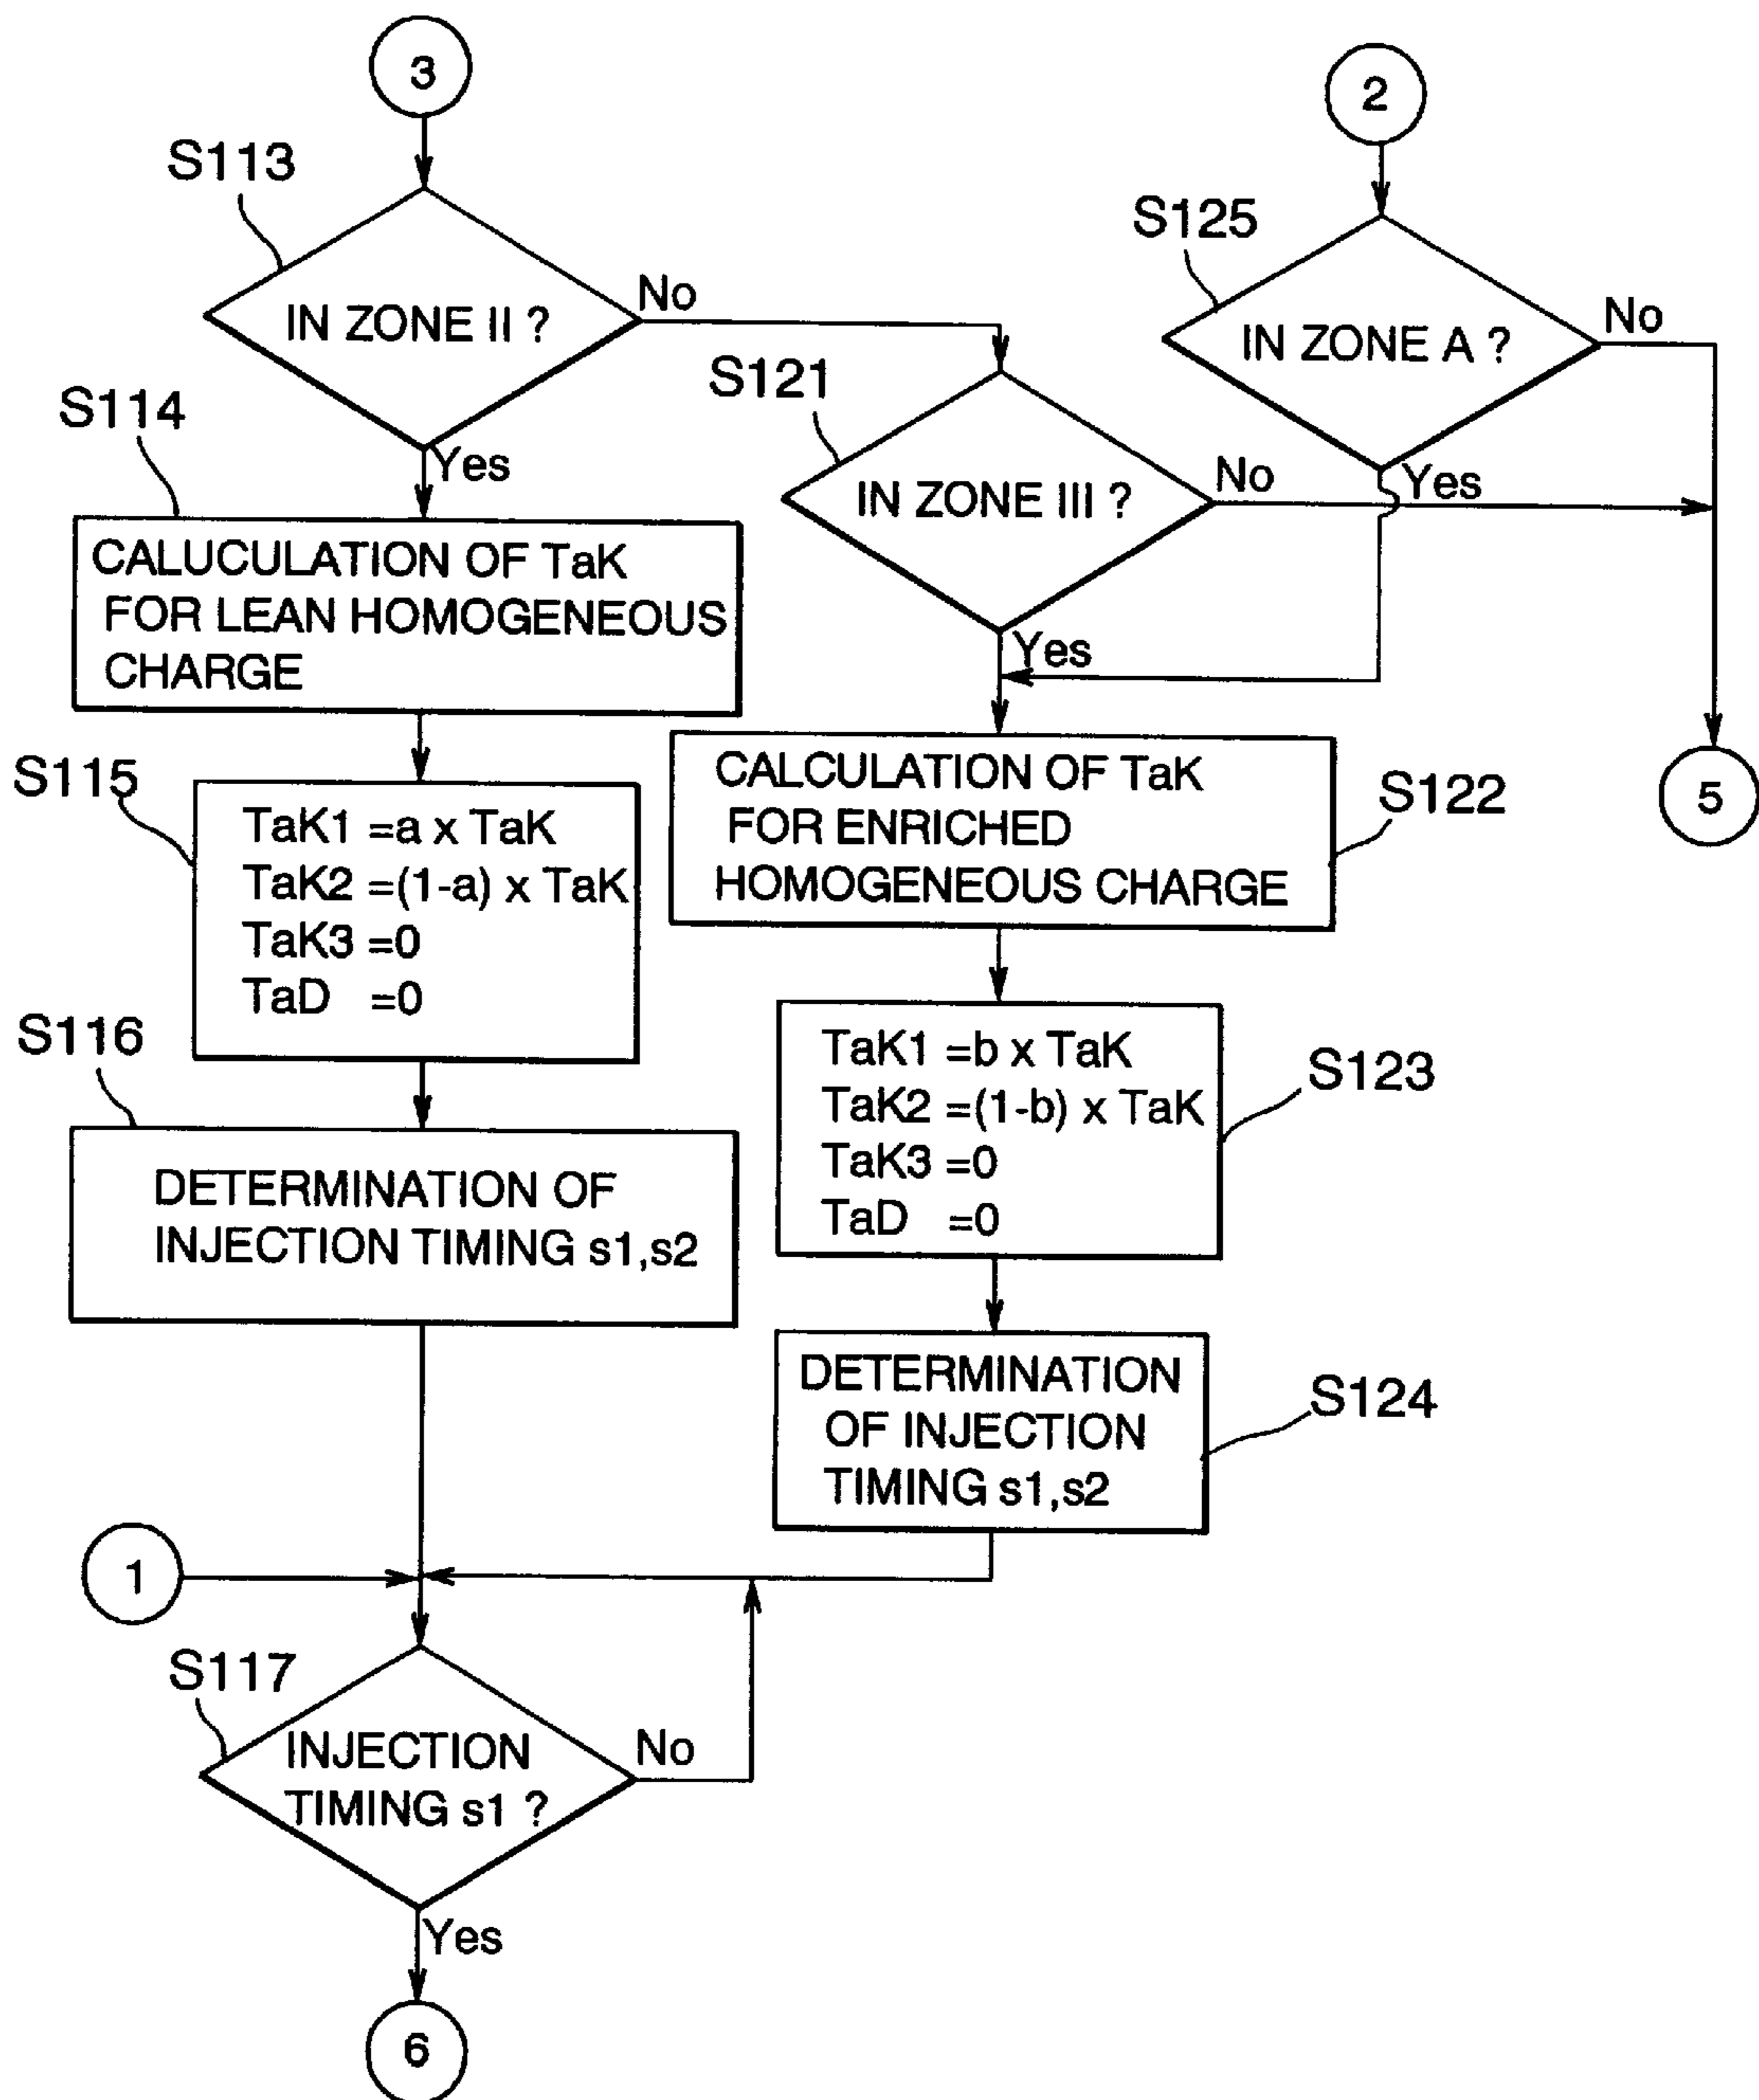 3
2
S113
S125
No
IN ZONE II ?
No
IN ZONE A ?
S121
S114
Yes
No
Yes
IN ZONE III ?
CALUCULATION OF TaK
FOR LEAN HOMOGENEOUS
CHARGE
Yes
S115
CALCULATION OF TaK
FOR ENRICHED
HOMOGENEOUS CHARGE
S122
5
TaK1 =a x TaK
TaK2 =(1-a) x TaK
TaK3 =0
TaD =0
S116
TaK1 =b x TaK
TaK2 =(1-b) x TaK
TaK3 =0
TaD =0
S123
DETERMINATION OF
INJECTION TIMING s1,s2
DETERMINATION
OF INJECTION
TIMING s1,s2
S124
1
S117
INJECTION
TIMING s1 ?
No
Yes
6